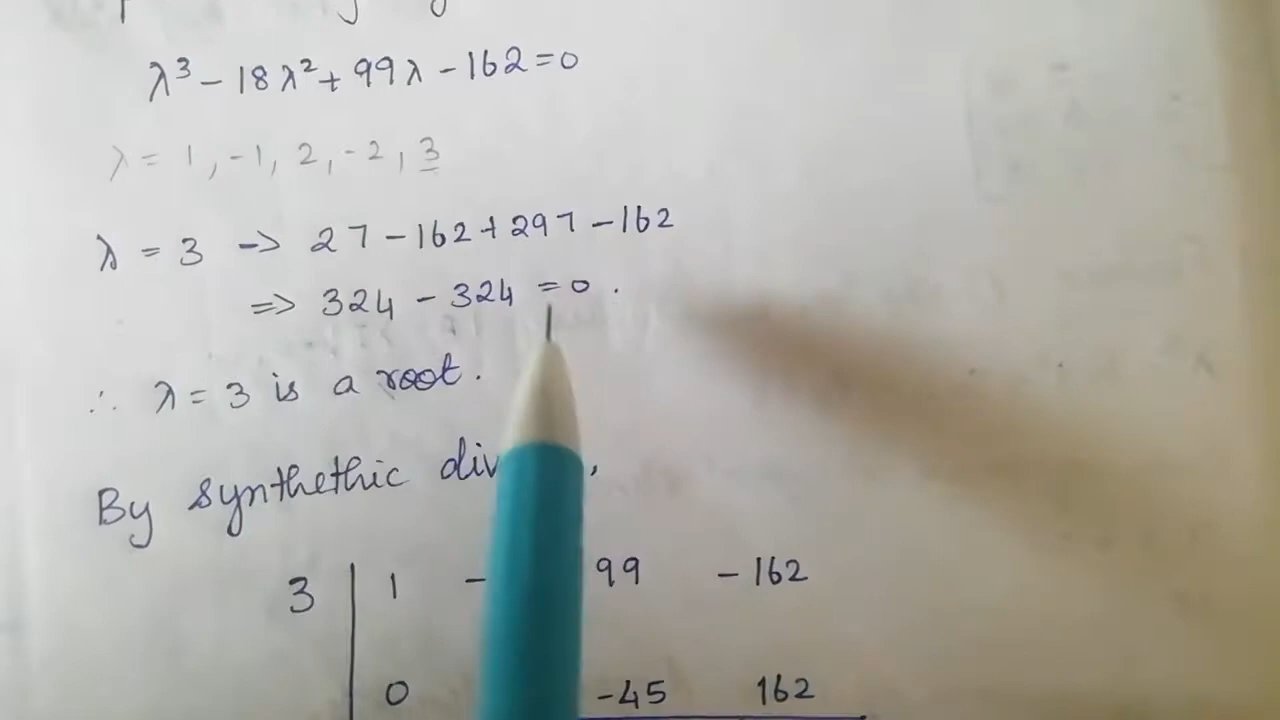 λ³ - 18λ² + 99λ - 162 = 0
λ = 1, -1, 2, -2, 3
λ = 3 -> 27 - 162 + 297 - 162
=> 324 - 324 = 0.
∴ λ = 3 is a root.
By synthethic
3 | 1 - 99 - 162
0 -45 162